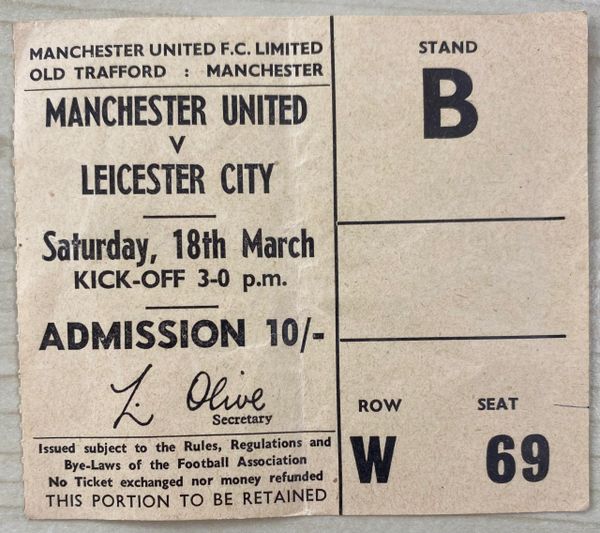 MANCHESTER UNITED F.C. LIMITED
OLD TRAFFORD : MANCHESTER
MANCHESTER UNITED
V
LEICESTER CITY
Saturday, 18th March
KICK-OFF 3-0 p.m.
ADMISSION 10/-
L. Olive
Secretary
Issued subject to the Rules, Regulations and
Bye-Laws of the Football Association
No Ticket exchanged nor money refunded
THIS PORTION TO BE RETAINED
STAND
B
ROW SEAT
W 69